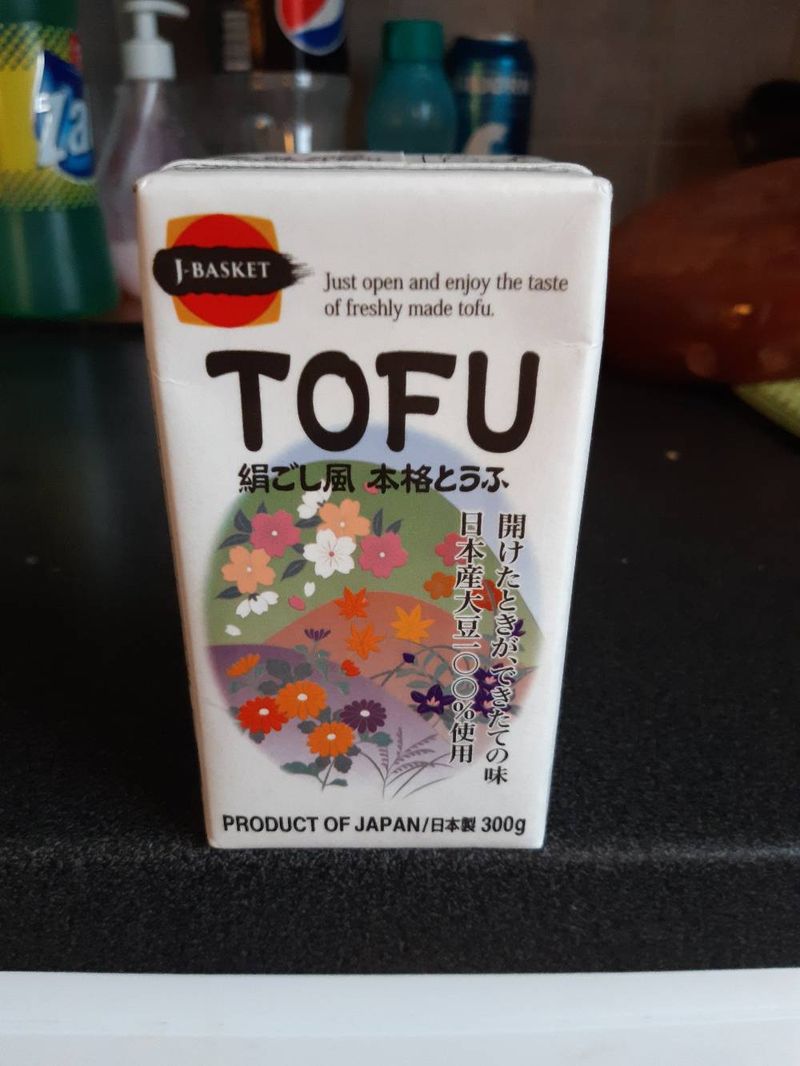 J-BASKET
Just open and enjoy the taste
of freshly made tofu.
TOFU
絹ごし風 本格とうふ
開けたときが、できたての味
日本産大豆一〇〇%使用
PRODUCT OF JAPAN/日本製 300g